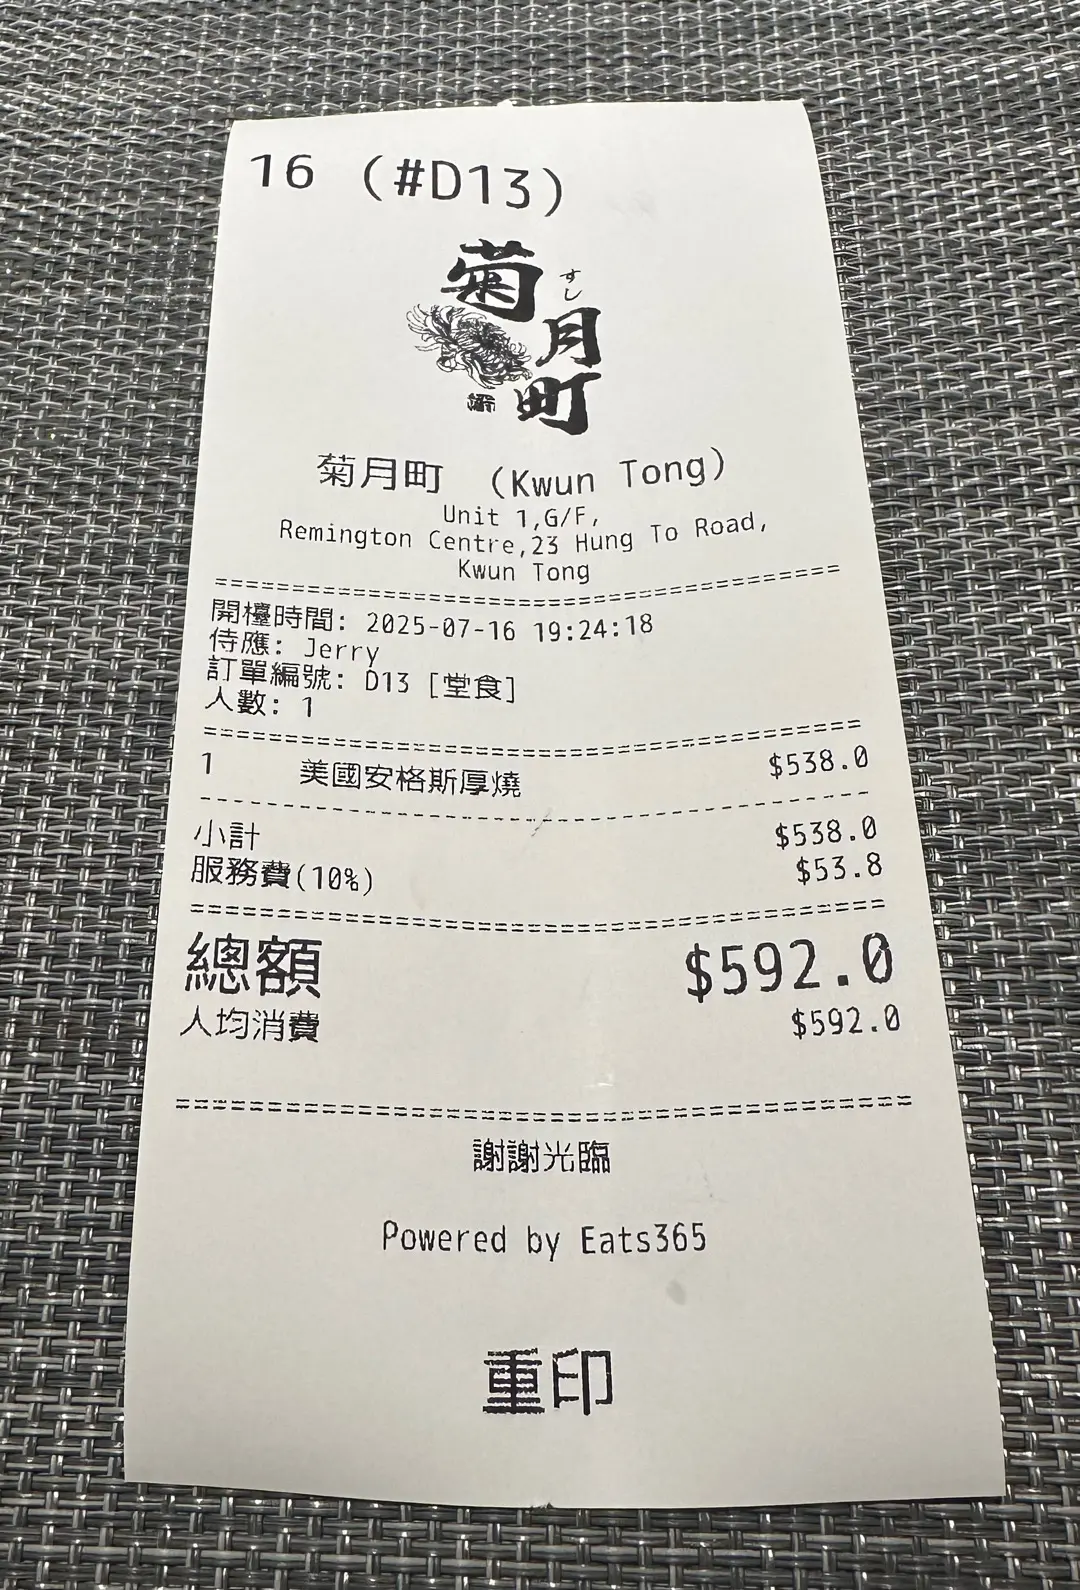 16 (#D13)
菊
すし
月
町
菊月町 (Kwun Tong)
Unit 1,G/F,
Remington Centre,23 Hung To Road,
Kwun Tong
開檯時間: 2025-07-16 19:24:18
侍應: Jerry
訂單編號: D13 [堂食]
人數: 1
1 美國安格斯厚燒 $538.0
小計 $538.0
服務費(10%) $53.8
總額 $592.0
人均消費 $592.0
謝謝光臨
Powered by Eats365
重印